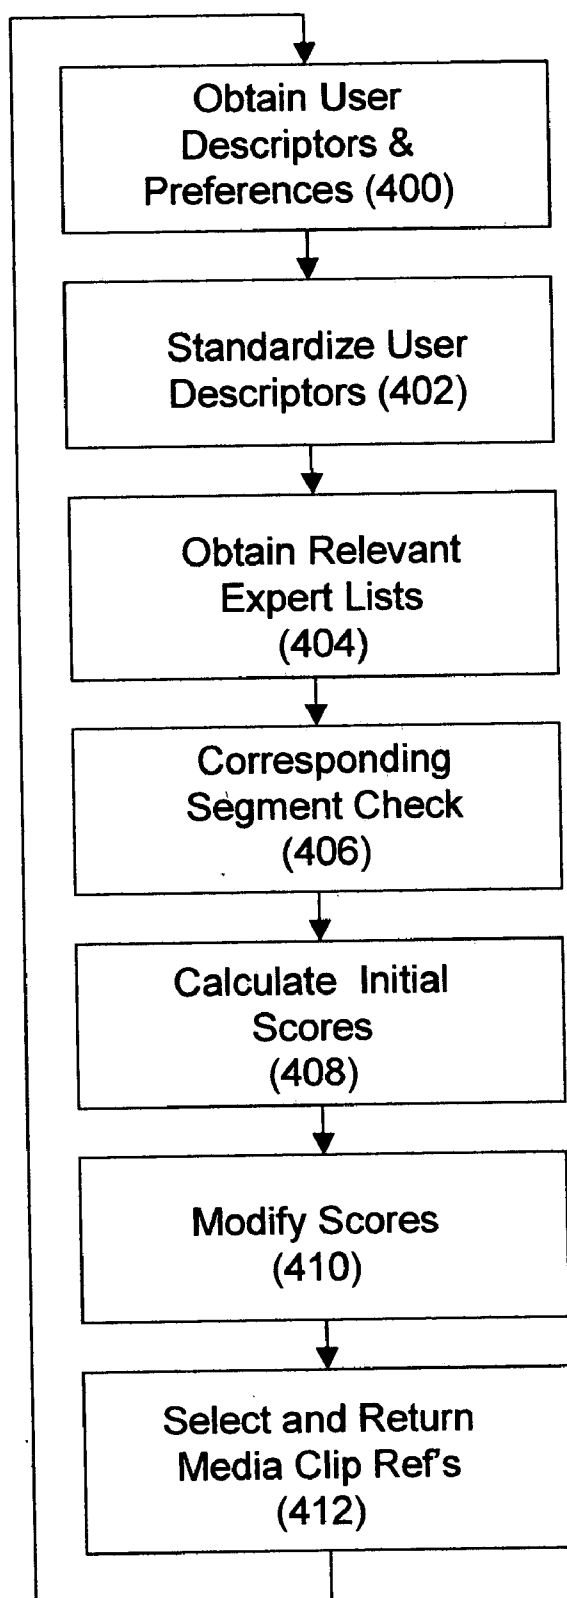 Obtain User
Descriptors &
Preferences (400)
Standardize User
Descriptors (402)
Obtain Relevant
Expert Lists
(404)
Corresponding
Segment Check
(406)
Calculate Initial
Scores
(408)
Modify Scores
(410)
Select and Return
Media Clip Ref's
(412)